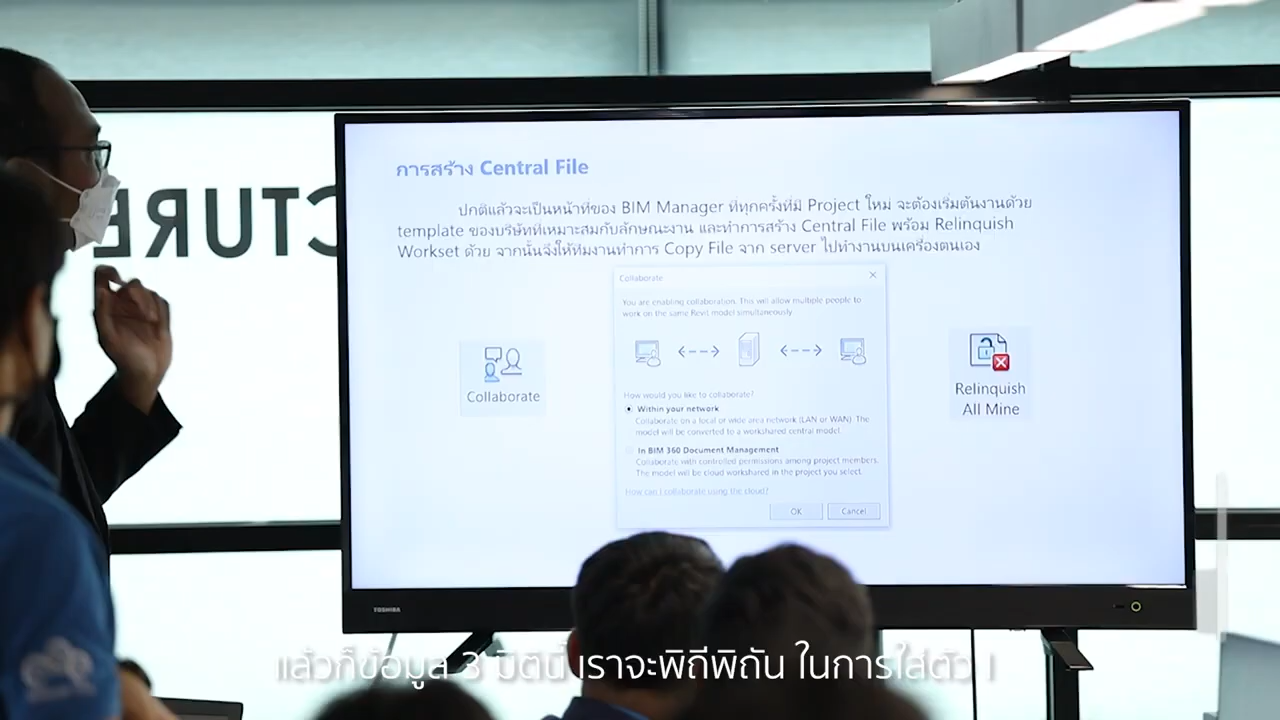 CTURE
การสร้าง Central File
ปกติแล้วจะเป็นหน้าที่ของ BIM Manager ที่ทุกครั้งที่มี Project ใหม่ จะต้องเริ่มต้นงานด้วย
template ของบริษัทที่เหมาะสมกับลักษณะงาน และทำการสร้าง Central File พร้อม Relinquish
Workset ด้วย จากนั้นจึงให้ทีมงานทำการ Copy File จาก server ไปทำงานบนเครื่องตนเอง
Collaborate
You are enabling collaboration. This will allow multiple people to
work on the same Revit model simultaneously.
Collaborate
How would you like to collaborate?
Within your network
Collaborate on a local or wide area network (LAN or WAN). The
model will be converted to a workshared central model.
In BIM 360 Document Management
Collaborate with controlled permissions among project members.
The model will be cloud workshared in the project you select.
How can I collaborate using the cloud?
OK
Cancel
Relinquish
All Mine
TOSHIBA
แล้วก็ข้อมูล 3 มิตินี้ เราจะพิถีพิถัน ในการใส่ตัว I